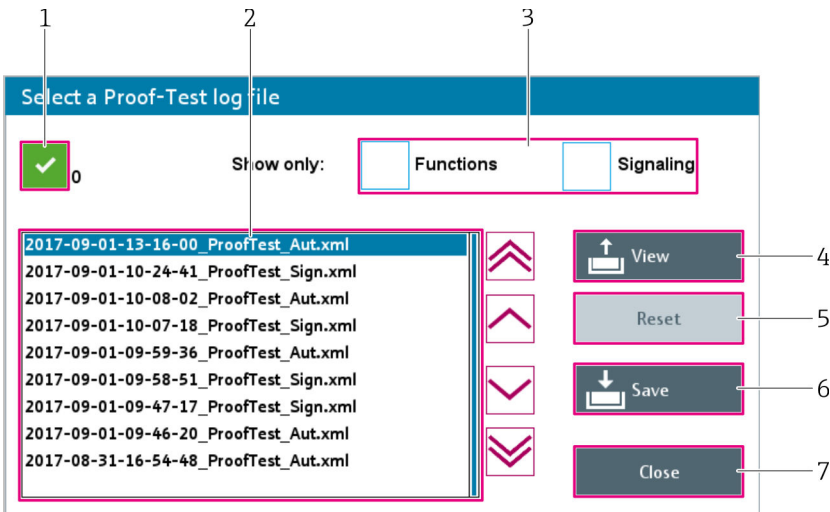 1 2 3
Select a Proof-Test log file
0 Show only: Functions Signaling
2017-09-01-13-16-00_ProofTest_Aut.xml
2017-09-01-10-24-41_ProofTest_Sign.xml
2017-09-01-10-08-02_ProofTest_Aut.xml
2017-09-01-10-07-18_ProofTest_Sign.xml
2017-09-01-09-59-36_ProofTest_Aut.xml
2017-09-01-09-58-51_ProofTest_Sign.xml
2017-09-01-09-47-17_ProofTest_Sign.xml
2017-09-01-09-46-20_ProofTest_Aut.xml
2017-08-31-16-54-48_ProofTest_Aut.xml
View 4
Reset 5
Save 6
Close 7